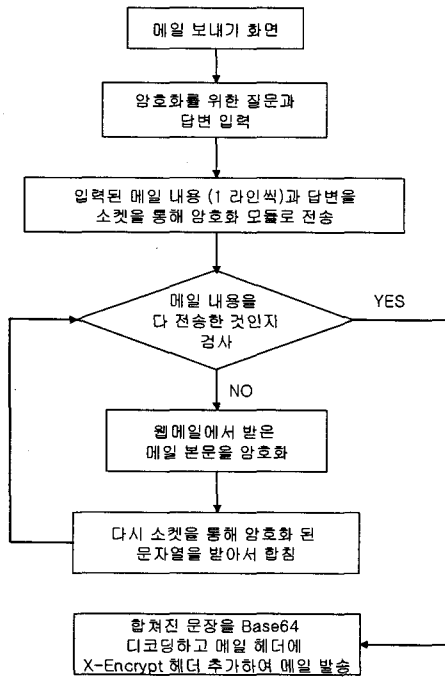 메일 보내기 화면
암호화를 위한 질문과
답변 입력
입력된 메일 내용 (1 라인씩)과 답변을
소켓을 통해 암호화 모듈로 전송
메일 내용을
다 전송한 것인지
검사
YES
NO
웹메일에서 받은
메일 본문을 암호화
다시 소켓을 통해 암호화 된
문자열을 받아서 합침
합쳐진 문장을 Base64
디코딩하고 메일 헤더에
X-Encrypt 헤더 추가하여 메일 발송